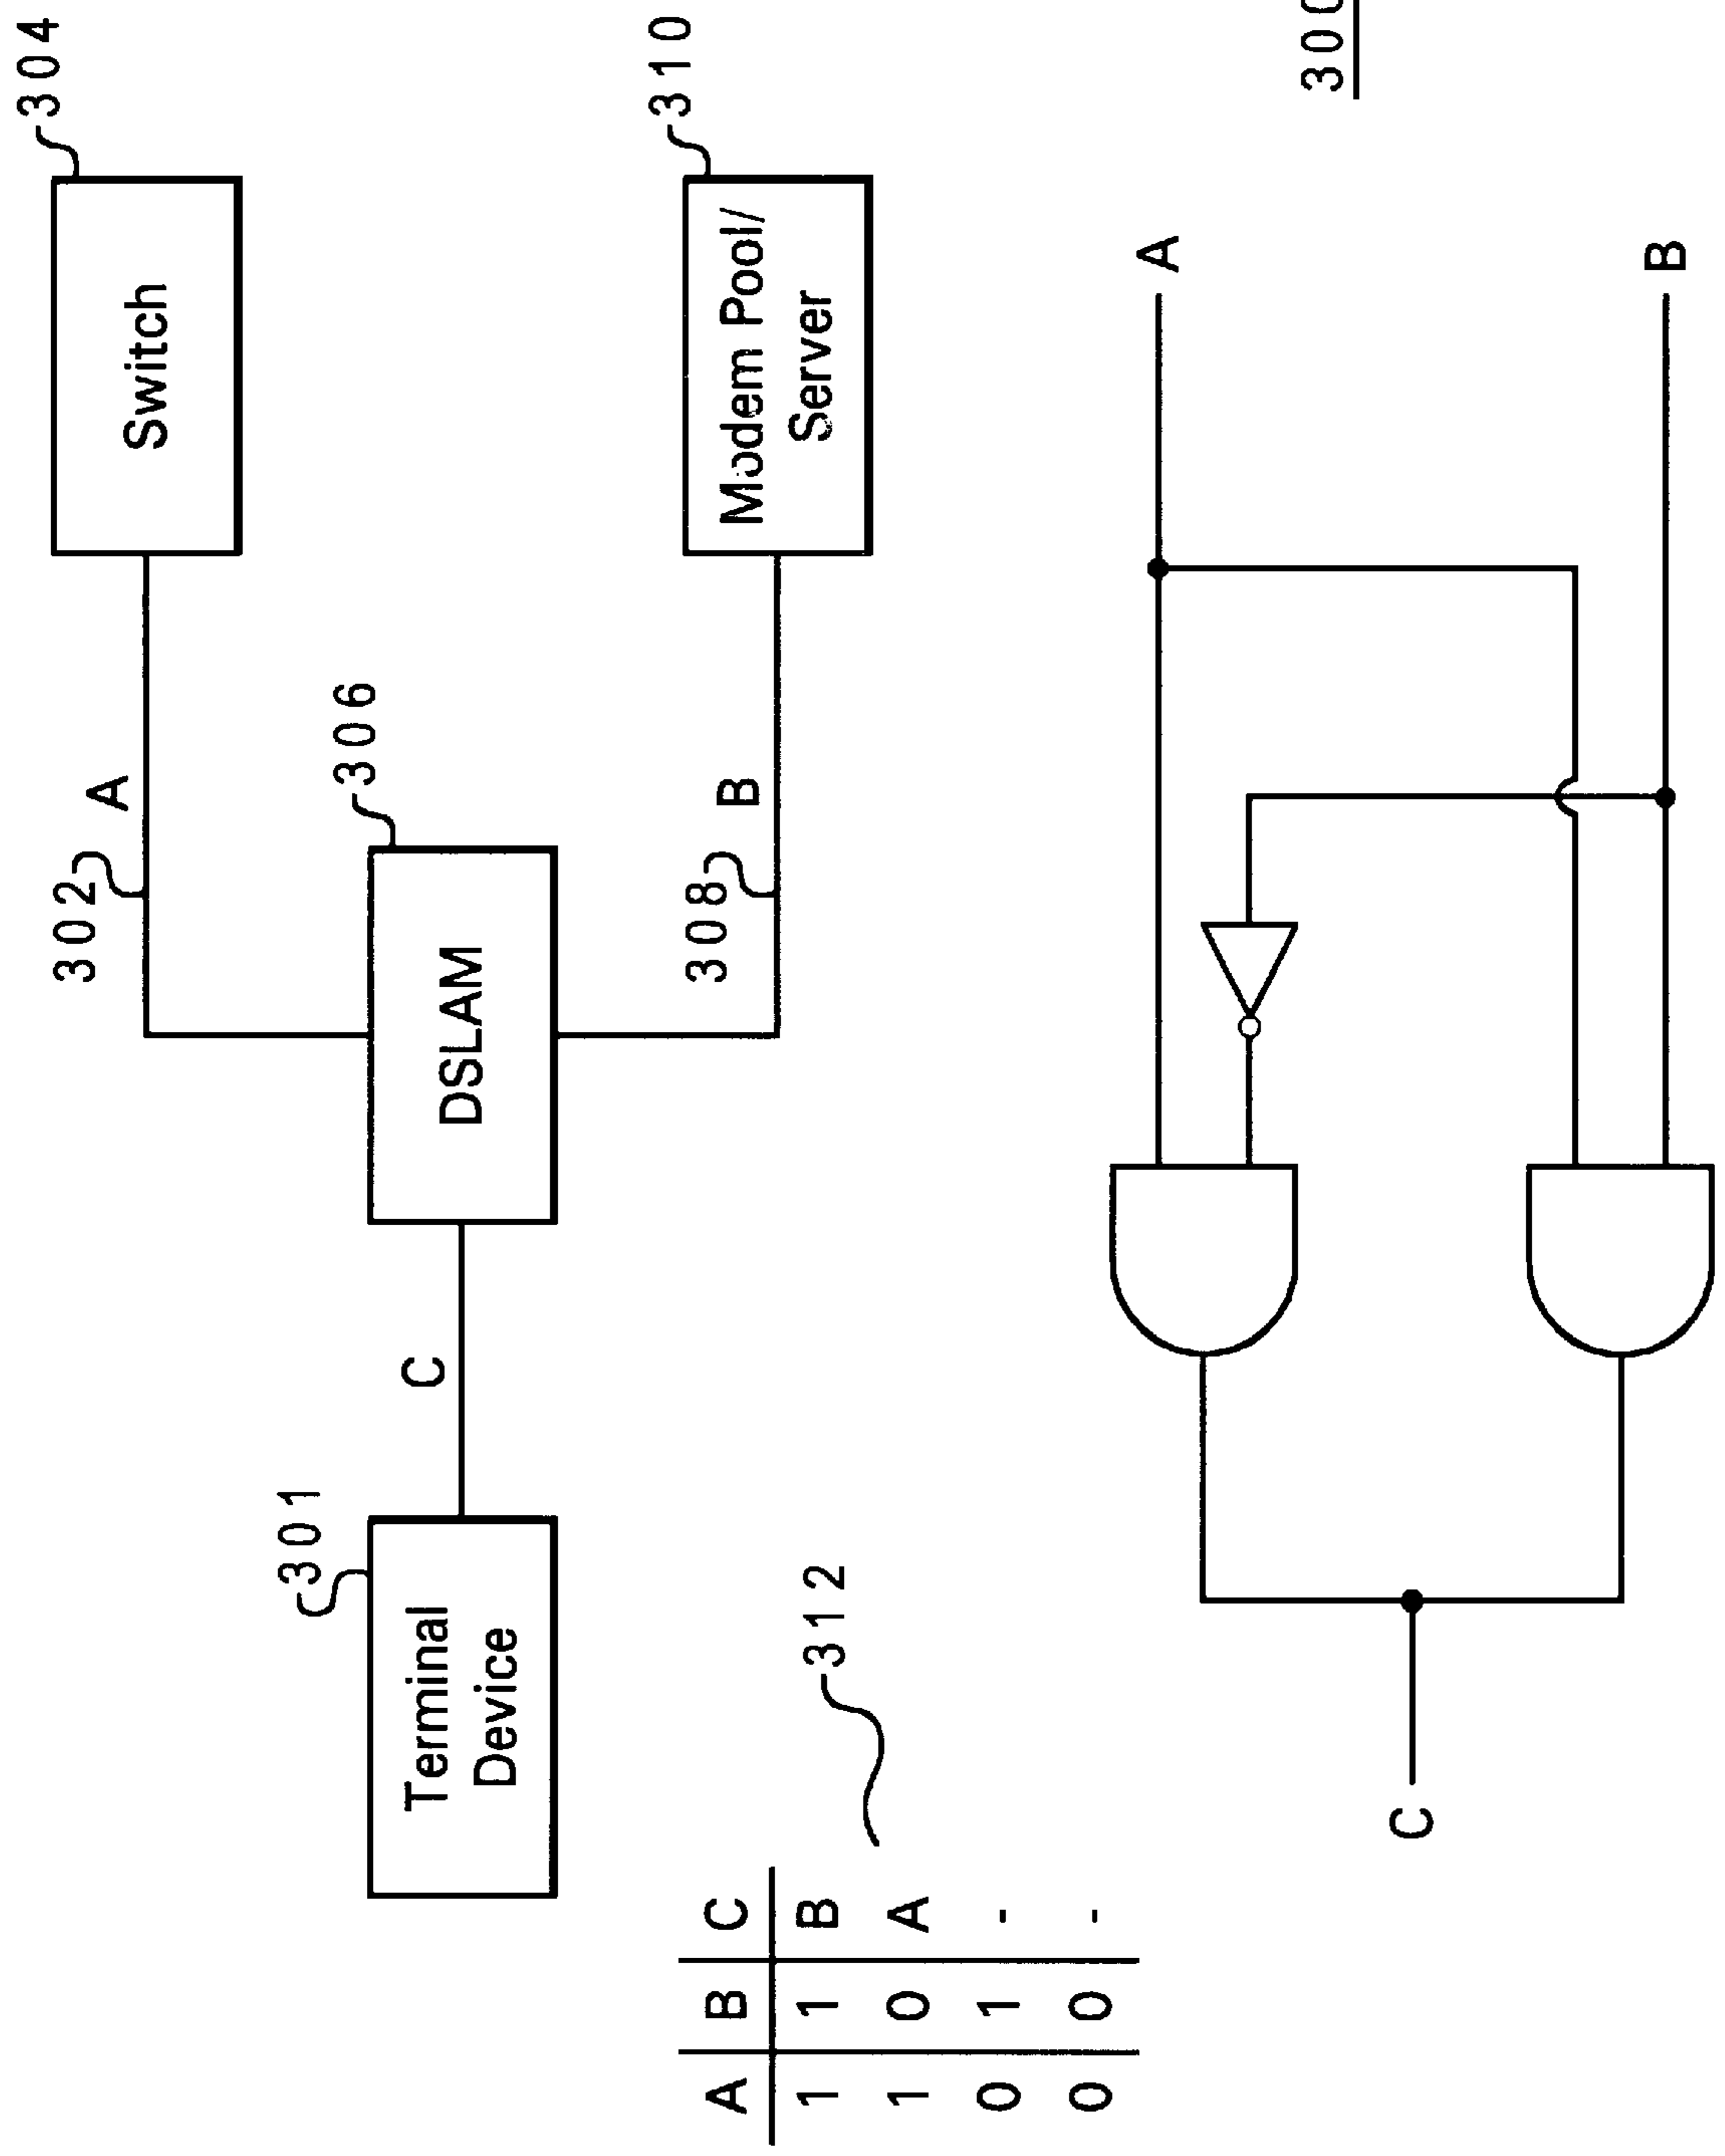 304
Switch
302
A
306
DSLAM
C
301
Terminal
Device
310
Modem Pool/
Server
308
B
312
A B C
1 1 B
1 0 A
0 1 -
0 0 -
A
B
C
300